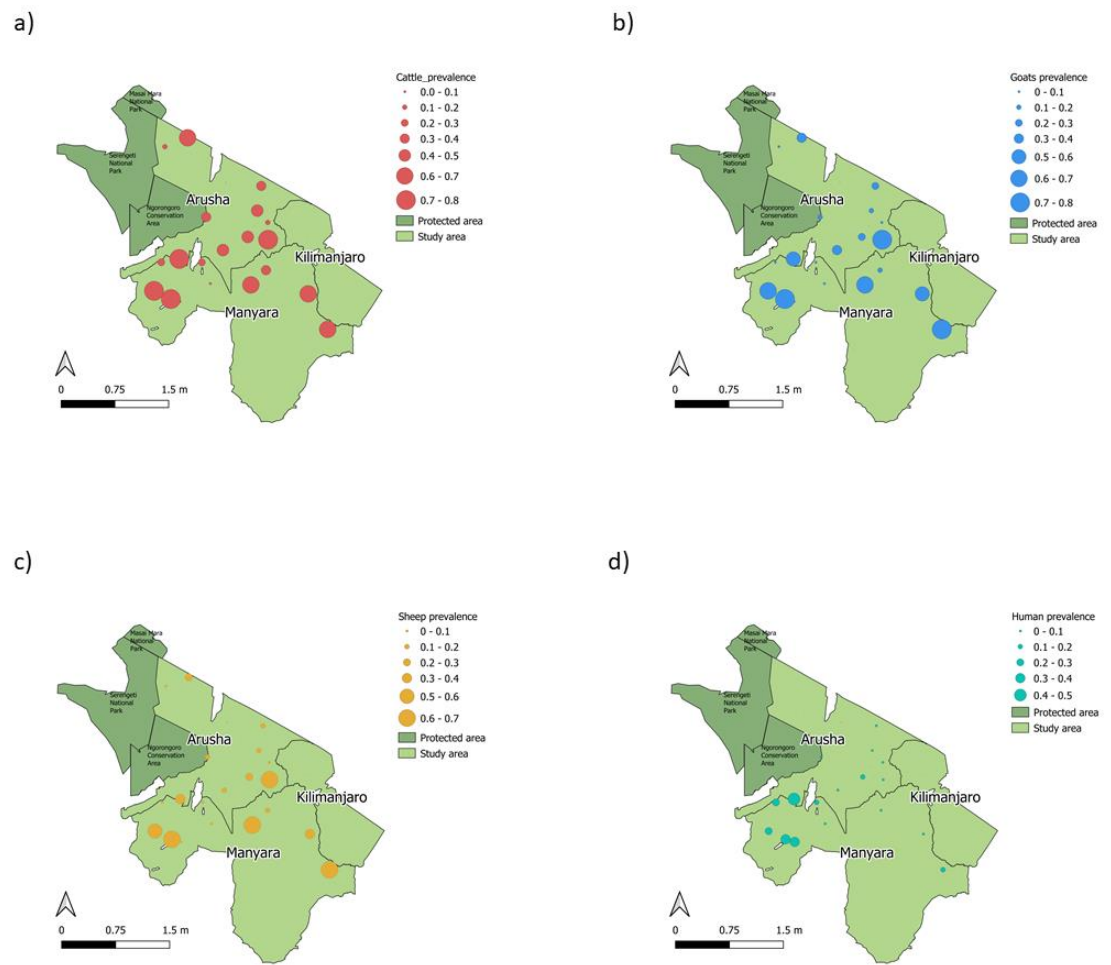 a)
Cattle_prevalence
0.0 - 0.1
0.1 - 0.2
0.2 - 0.3
0.3 - 0.4
0.4 - 0.5
0.6 - 0.7
0.7 - 0.8
Protected area
Study area
Masai Mara
National
Park
Serengeti
National
Park
Ngorongoro
Conservation
Area
Arusha
Kilimanjaro
Manyara
0 0.75 1.5 m
b)
Goats prevalence
0 - 0.1
0.1 - 0.2
0.2 - 0.3
0.3 - 0.4
0.5 - 0.6
0.6 - 0.7
0.7 - 0.8
Protected area
Study area
Masai Mara
National
Park
Serengeti
National
Park
Ngorongoro
Conservation
Area
Arusha
Kilimanjaro
Manyara
0 0.75 1.5 m
c)
Sheep prevalence
0 - 0.1
0.1 - 0.2
0.2 - 0.3
0.3 - 0.4
0.5 - 0.6
0.6 - 0.7
Protected area
Study area
Masai Mara
National
Park
Serengeti
National
Park
Ngorongoro
Conservation
Area
Arusha
Kilimanjaro
Manyara
0 0.75 1.5 m
d)
Human prevalence
0 - 0.1
0.1 - 0.2
0.2 - 0.3
0.3 - 0.4
0.4 - 0.5
Protected area
Study area
Masai Mara
National
Park
Serengeti
National
Park
Ngorongoro
Conservation
Area
Arusha
Kilimanjaro
Manyara
0 0.75 1.5 m